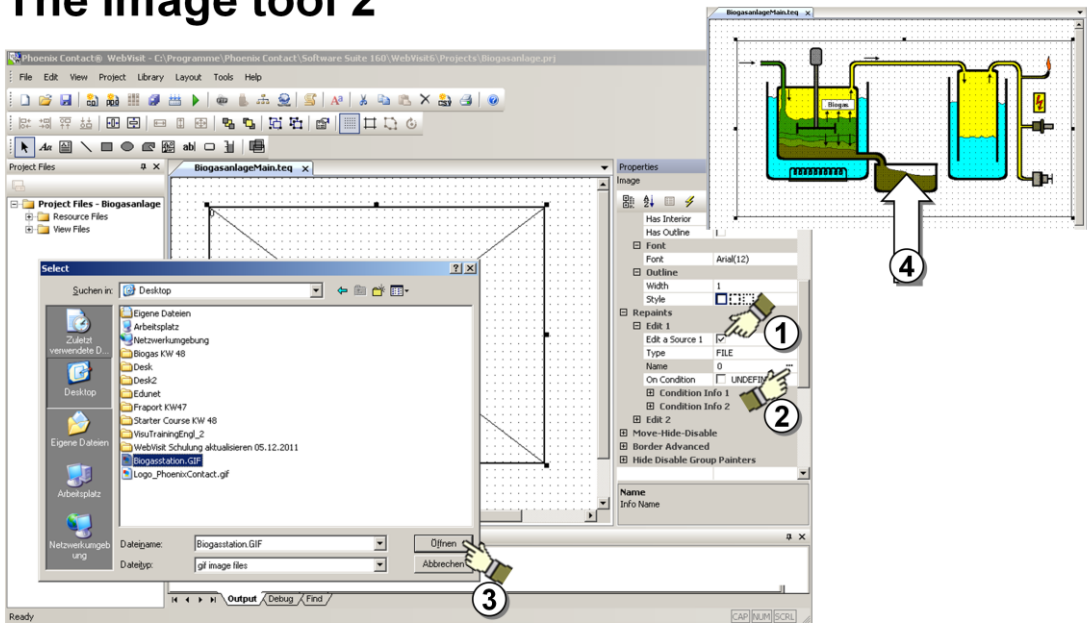 The image tool 2
BiogasanlageMain.teq x
Phoenix Contact® WebVisit - C:\Programme\Phoenix Contact\Software Suite 160\WebVisit6\Projects\Biogasanlage.prj
File Edit View Project Library Layout Tools Help
Project Files
BiogasanlageMain.teq x
Properties
Image
Biogas
Project Files - Biogasanlage
Resource Files
View Files
0
Has Interior
Has Outline
Font
Font Arial(12)
Outline
Width 1
Style
Repaints
Edit 1
Edit a Source 1
Type FILE
Name 0 ...
On Condition
Condition Info 1
Condition Info 2
Edit 2
Move-Hide-Disable
Border Advanced
Hide Disable Group Painters
Name
Info Name
1
2
4
Select
Suchen in: Desktop
Zuletzt
verwendete D...
Desktop
Eigene Dateien
Arbeitsplatz
Netzwerkumgeb
ung
Eigene Dateien
Arbeitsplatz
Netzwerkumgebung
Biogas KW 48
Desk
Desk2
Edunet
Fraport KW47
Starter Course KW 48
VisuTrainingEngl_2
WebVisit Schulung aktualisieren 05.12.2011
Biogasstation.GIF
Logo_PhoenixContact.gif
Dateiname: Biogasstation.GIF Öffnen
Dateityp: gif image files Abbrechen
3
Output Debug Find
Ready CAP NUM SCRL